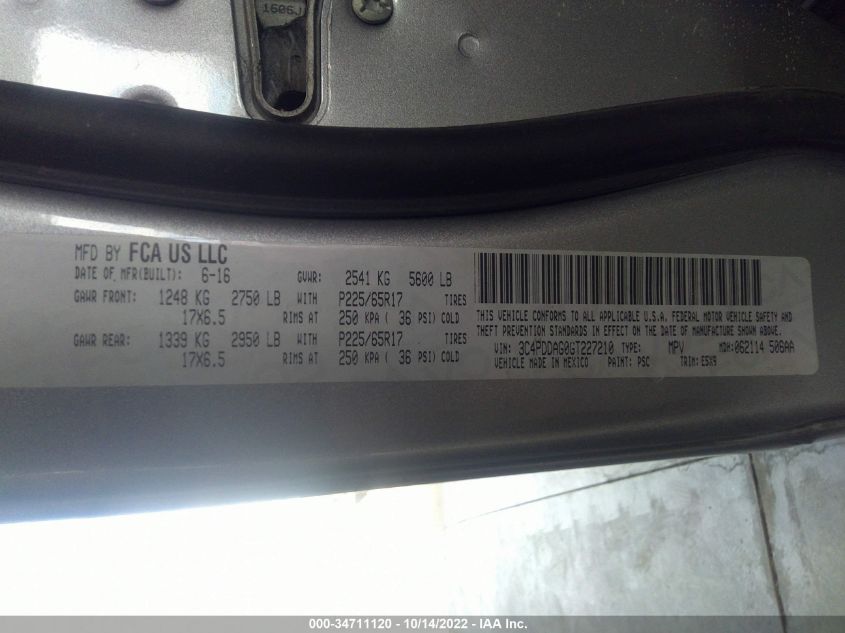 1606J
MFD BY FCA US LLC
DATE OF MFR(BUILT): 6-16 GVWR: 2541 KG 5600 LB
GAWR FRONT: 1248 KG 2750 LB WITH P225/65R17 TIRES
17X6.5 RIMS AT 250 KPA ( 36 PSI) COLD
GAWR REAR: 1339 KG 2950 LB WITH P225/65R17 TIRES
17X6.5 RIMS AT 250 KPA ( 36 PSI) COLD
THIS VEHICLE CONFORMS TO ALL APPLICABLE U.S.A. FEDERAL MOTOR VEHICLE SAFETY AND
THEFT PREVENTION STANDARDS IN EFFECT ON THE DATE OF MANUFACTURE SHOWN ABOVE.
VIN: 3C4PDDAG0GT227210 TYPE: MPV MDH: 062114 506AA
VEHICLE MADE IN MEXICO PAINT: PSC TRIM: E5X9
000-34711120 - 10/14/2022 - IAA Inc.